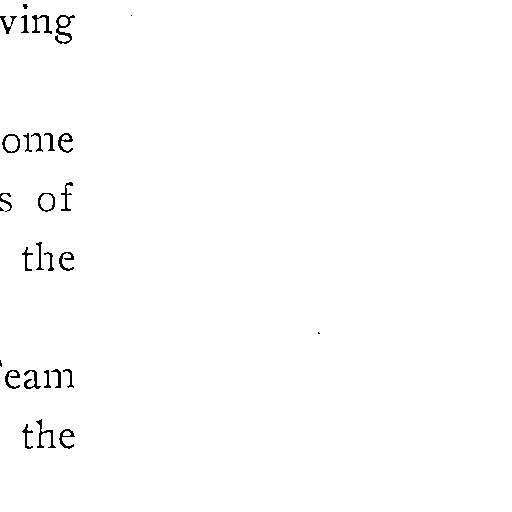 ving
ome
s of
the
eam
the